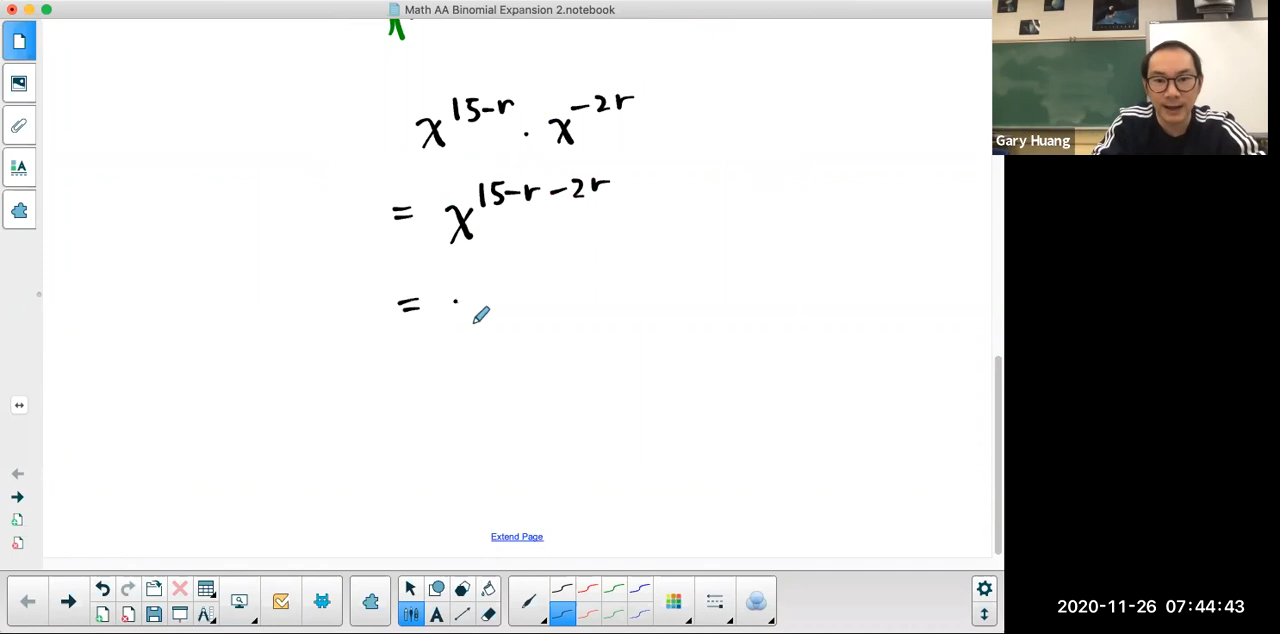 Math AA Binomial Expansion 2.notebook
x^{15-r} · x^{-2r}
= x^{15-r-2r}
= ·
Gary Huang
Extend Page
A
2020-11-26 07:44:43